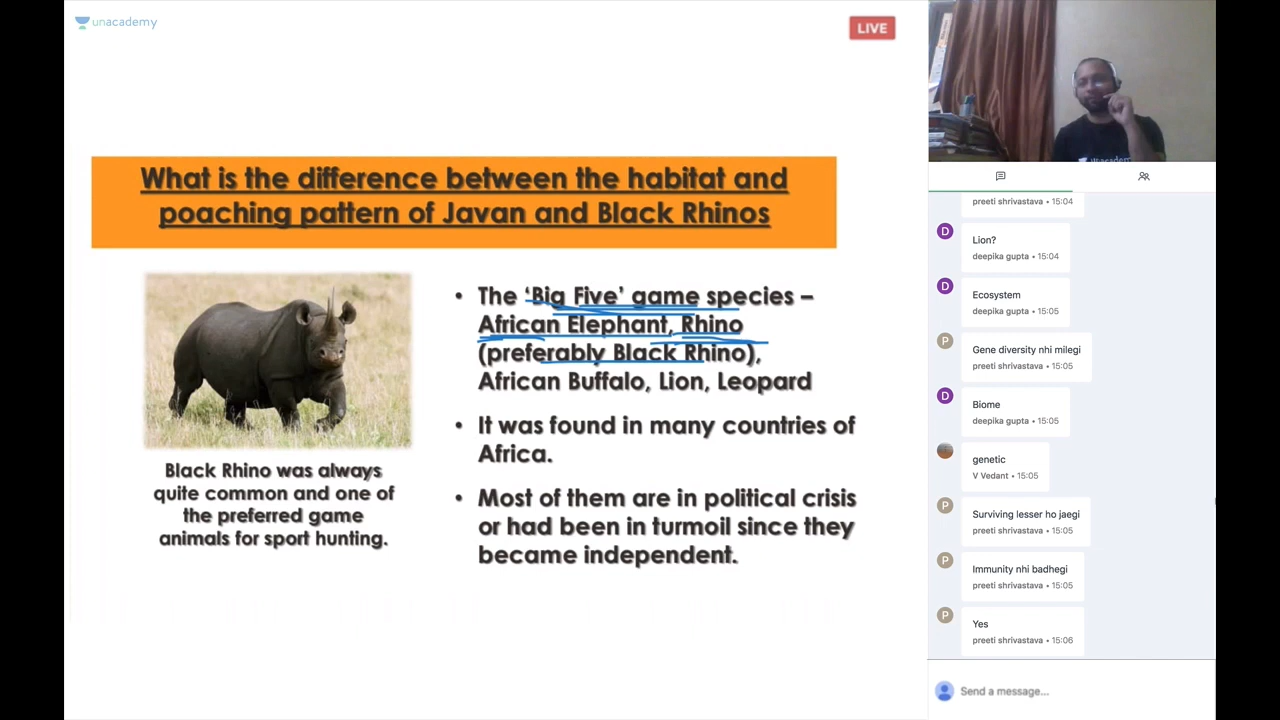 unacademy
LIVE
What is the difference between the habitat and
poaching pattern of Javan and Black Rhinos
• The ‘Big Five’ game species –
African Elephant, Rhino
(preferably Black Rhino),
African Buffalo, Lion, Leopard
• It was found in many countries of
Africa.
• Most of them are in political crisis
or had been in turmoil since they
became independent.
Black Rhino was always
quite common and one of
the preferred game
animals for sport hunting.
unacademy
preeti shrivastava • 15:04
D
Lion?
deepika gupta • 15:04
D
Ecosystem
deepika gupta • 15:05
P
Gene diversity nhi milegi
preeti shrivastava • 15:05
D
Biome
deepika gupta • 15:05
genetic
V Vedant • 15:05
P
Surviving lesser ho jaegi
preeti shrivastava • 15:05
P
Immunity nhi badhegi
preeti shrivastava • 15:05
P
Yes
preeti shrivastava • 15:06
Send a message...